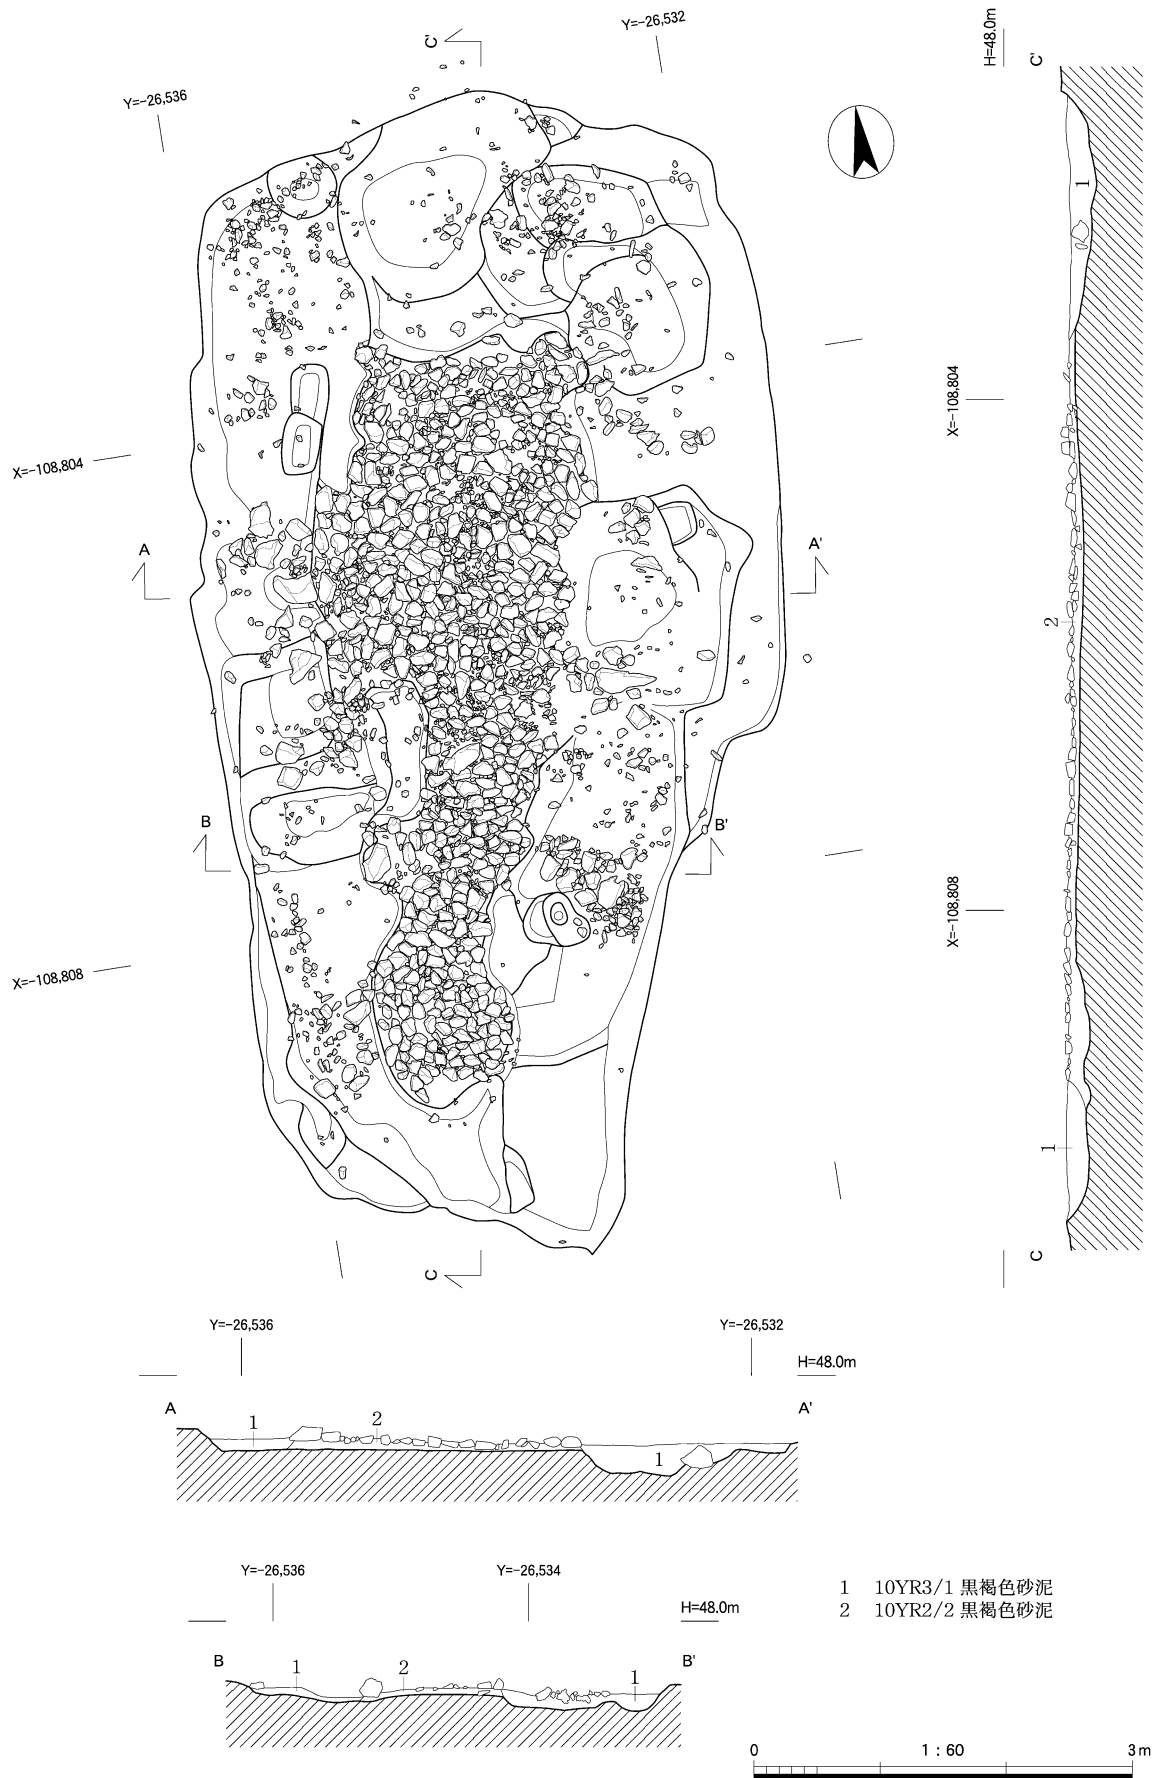 C'
Y=-26,532
H=48.0m
C'
Y=-26,536
1
X=-108,804
X=-108,804
A
A'
2
B
B'
X=-108,808
X=-108,808
1
C
C
Y=-26,536
Y=-26,532
H=48.0m
A
A'
1
2
1
Y=-26,536
Y=-26,534
H=48.0m
1 10YR3/1 黒褐色砂泥
2 10YR2/2 黒褐色砂泥
B
B'
1
2
1
0
1 : 60
3 m